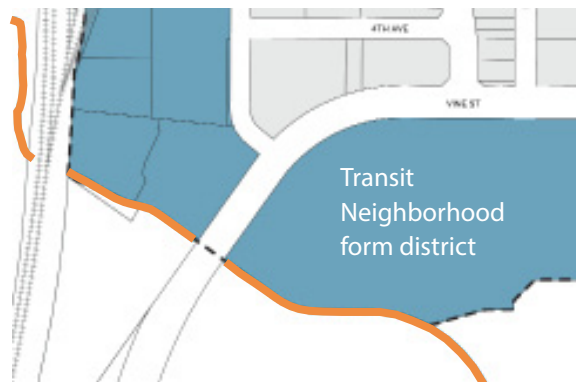 4TH AVE
VINE ST
Transit
Neighborhood
form district